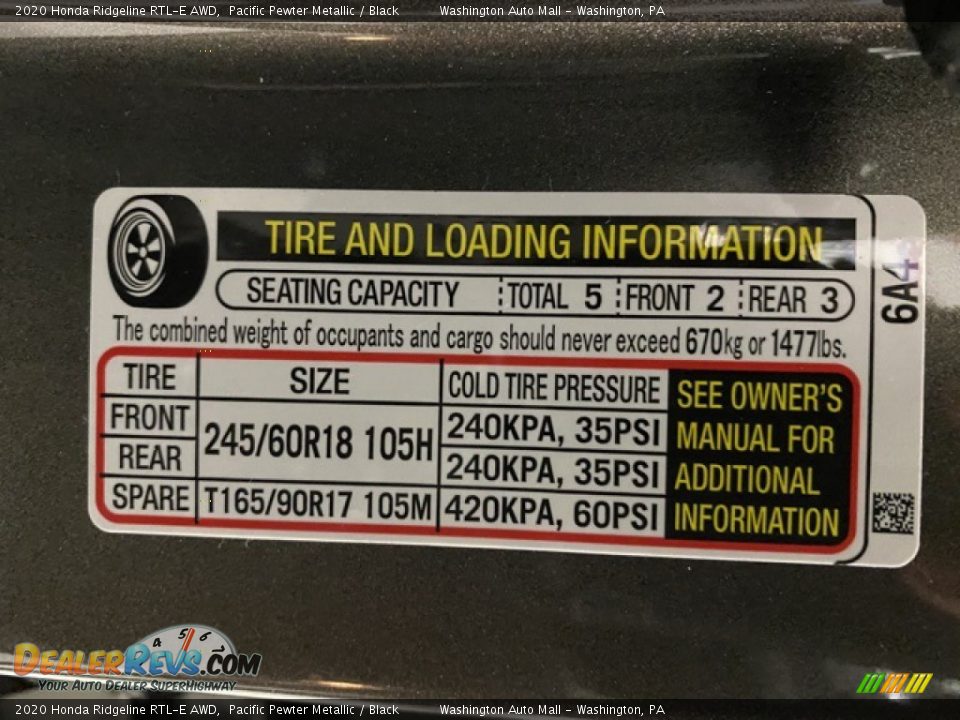 2020 Honda Ridgeline RTL-E AWD, Pacific Pewter Metallic / Black Washington Auto Mall - Washington, PA
TIRE AND LOADING INFORMATION
SEATING CAPACITY TOTAL 5 FRONT 2 REAR 3
The combined weight of occupants and cargo should never exceed 670kg or 1477lbs.
TIRE SIZE COLD TIRE PRESSURE
FRONT 245/60R18 105H 240KPA, 35PSI
REAR 240KPA, 35PSI
SPARE T165/90R17 105M 420KPA, 60PSI
SEE OWNER'S
MANUAL FOR
ADDITIONAL
INFORMATION
6A4
4 5 6
DEALERREVS.COM
YOUR AUTO DEALER SUPERHIGHWAY
2020 Honda Ridgeline RTL-E AWD, Pacific Pewter Metallic / Black Washington Auto Mall - Washington, PA